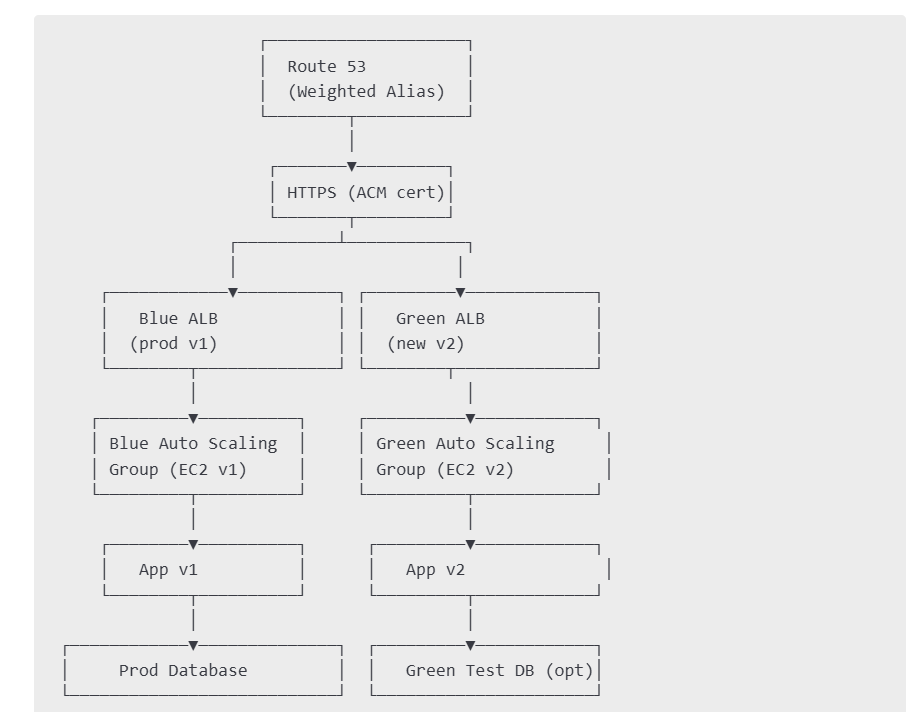 Route 53
(Weighted Alias)
HTTPS (ACM cert)
Blue ALB
(prod v1)
Green ALB
(new v2)
Blue Auto Scaling
Group (EC2 v1)
Green Auto Scaling
Group (EC2 v2)
App v1
App v2
Prod Database
Green Test DB (opt)